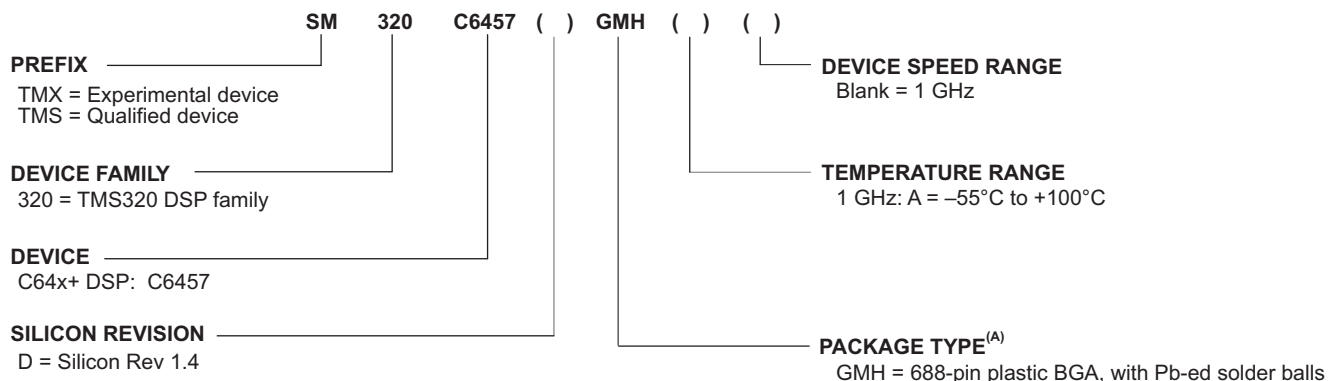 SM 320 C6457 ( ) GMH ( ) ( )
PREFIX
TMX = Experimental device
TMS = Qualified device
DEVICE FAMILY
320 = TMS320 DSP family
DEVICE
C64x+ DSP: C6457
SILICON REVISION
D = Silicon Rev 1.4
DEVICE SPEED RANGE
Blank = 1 GHz
TEMPERATURE RANGE
1 GHz: A = –55°C to +100°C
PACKAGE TYPE(A)
GMH = 688-pin plastic BGA, with Pb-ed solder balls